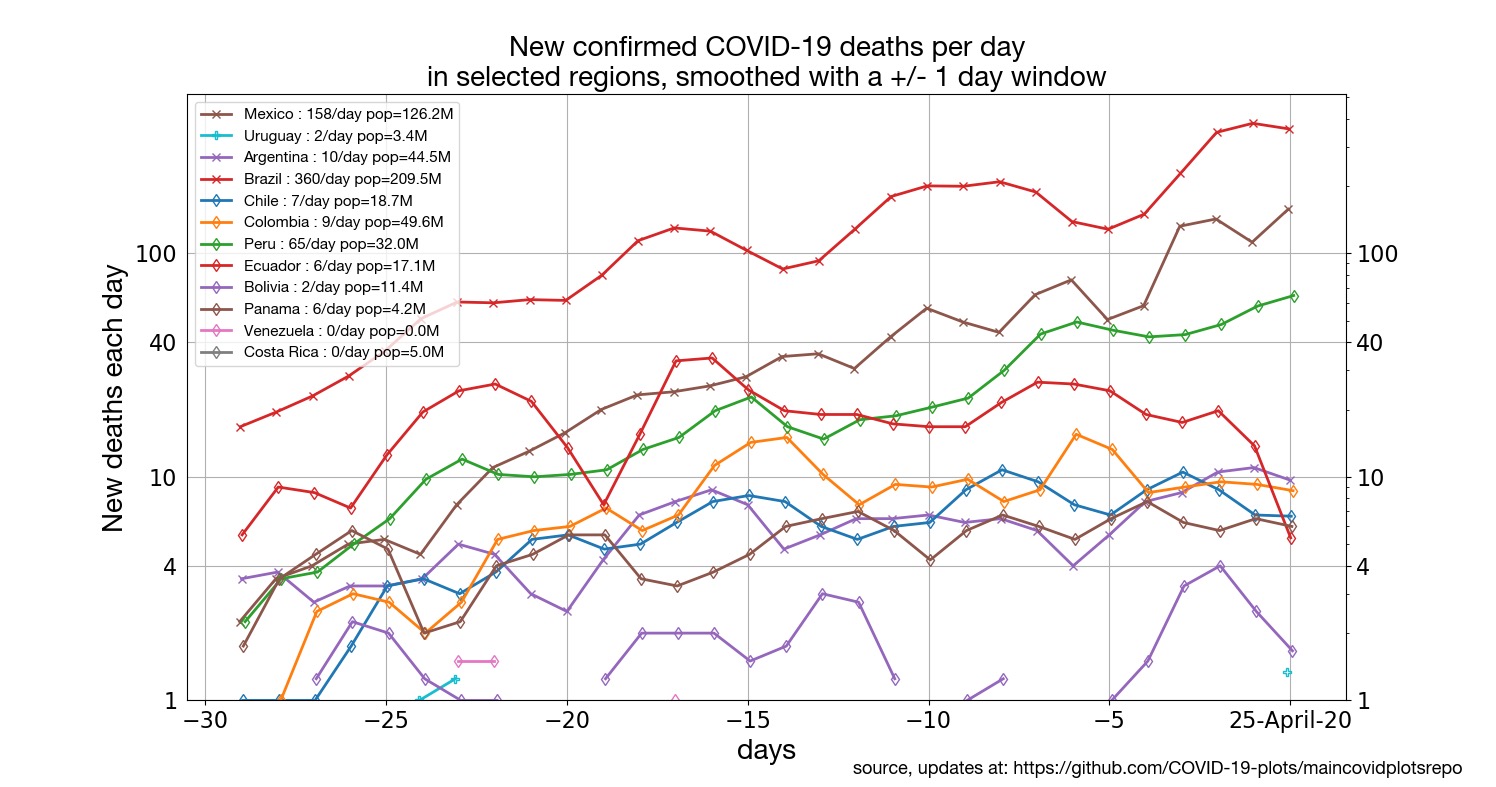 New confirmed COVID-19 deaths per day
in selected regions, smoothed with a +/- 1 day window
Mexico : 158/day pop=126.2M
Uruguay : 2/day pop=3.4M
Argentina : 10/day pop=44.5M
Brazil : 360/day pop=209.5M
Chile : 7/day pop=18.7M
Colombia : 9/day pop=49.6M
Peru : 65/day pop=32.0M
Ecuador : 6/day pop=17.1M
Bolivia : 2/day pop=11.4M
Panama : 6/day pop=4.2M
Venezuela : 0/day pop=0.0M
Costa Rica : 0/day pop=5.0M
New deaths each day
100
40
10
4
1
100
40
10
4
1
−30 −25 −20 −15 −10 −5 25-April-20
days
source, updates at: https://github.com/COVID-19-plots/maincovidplotsrepo